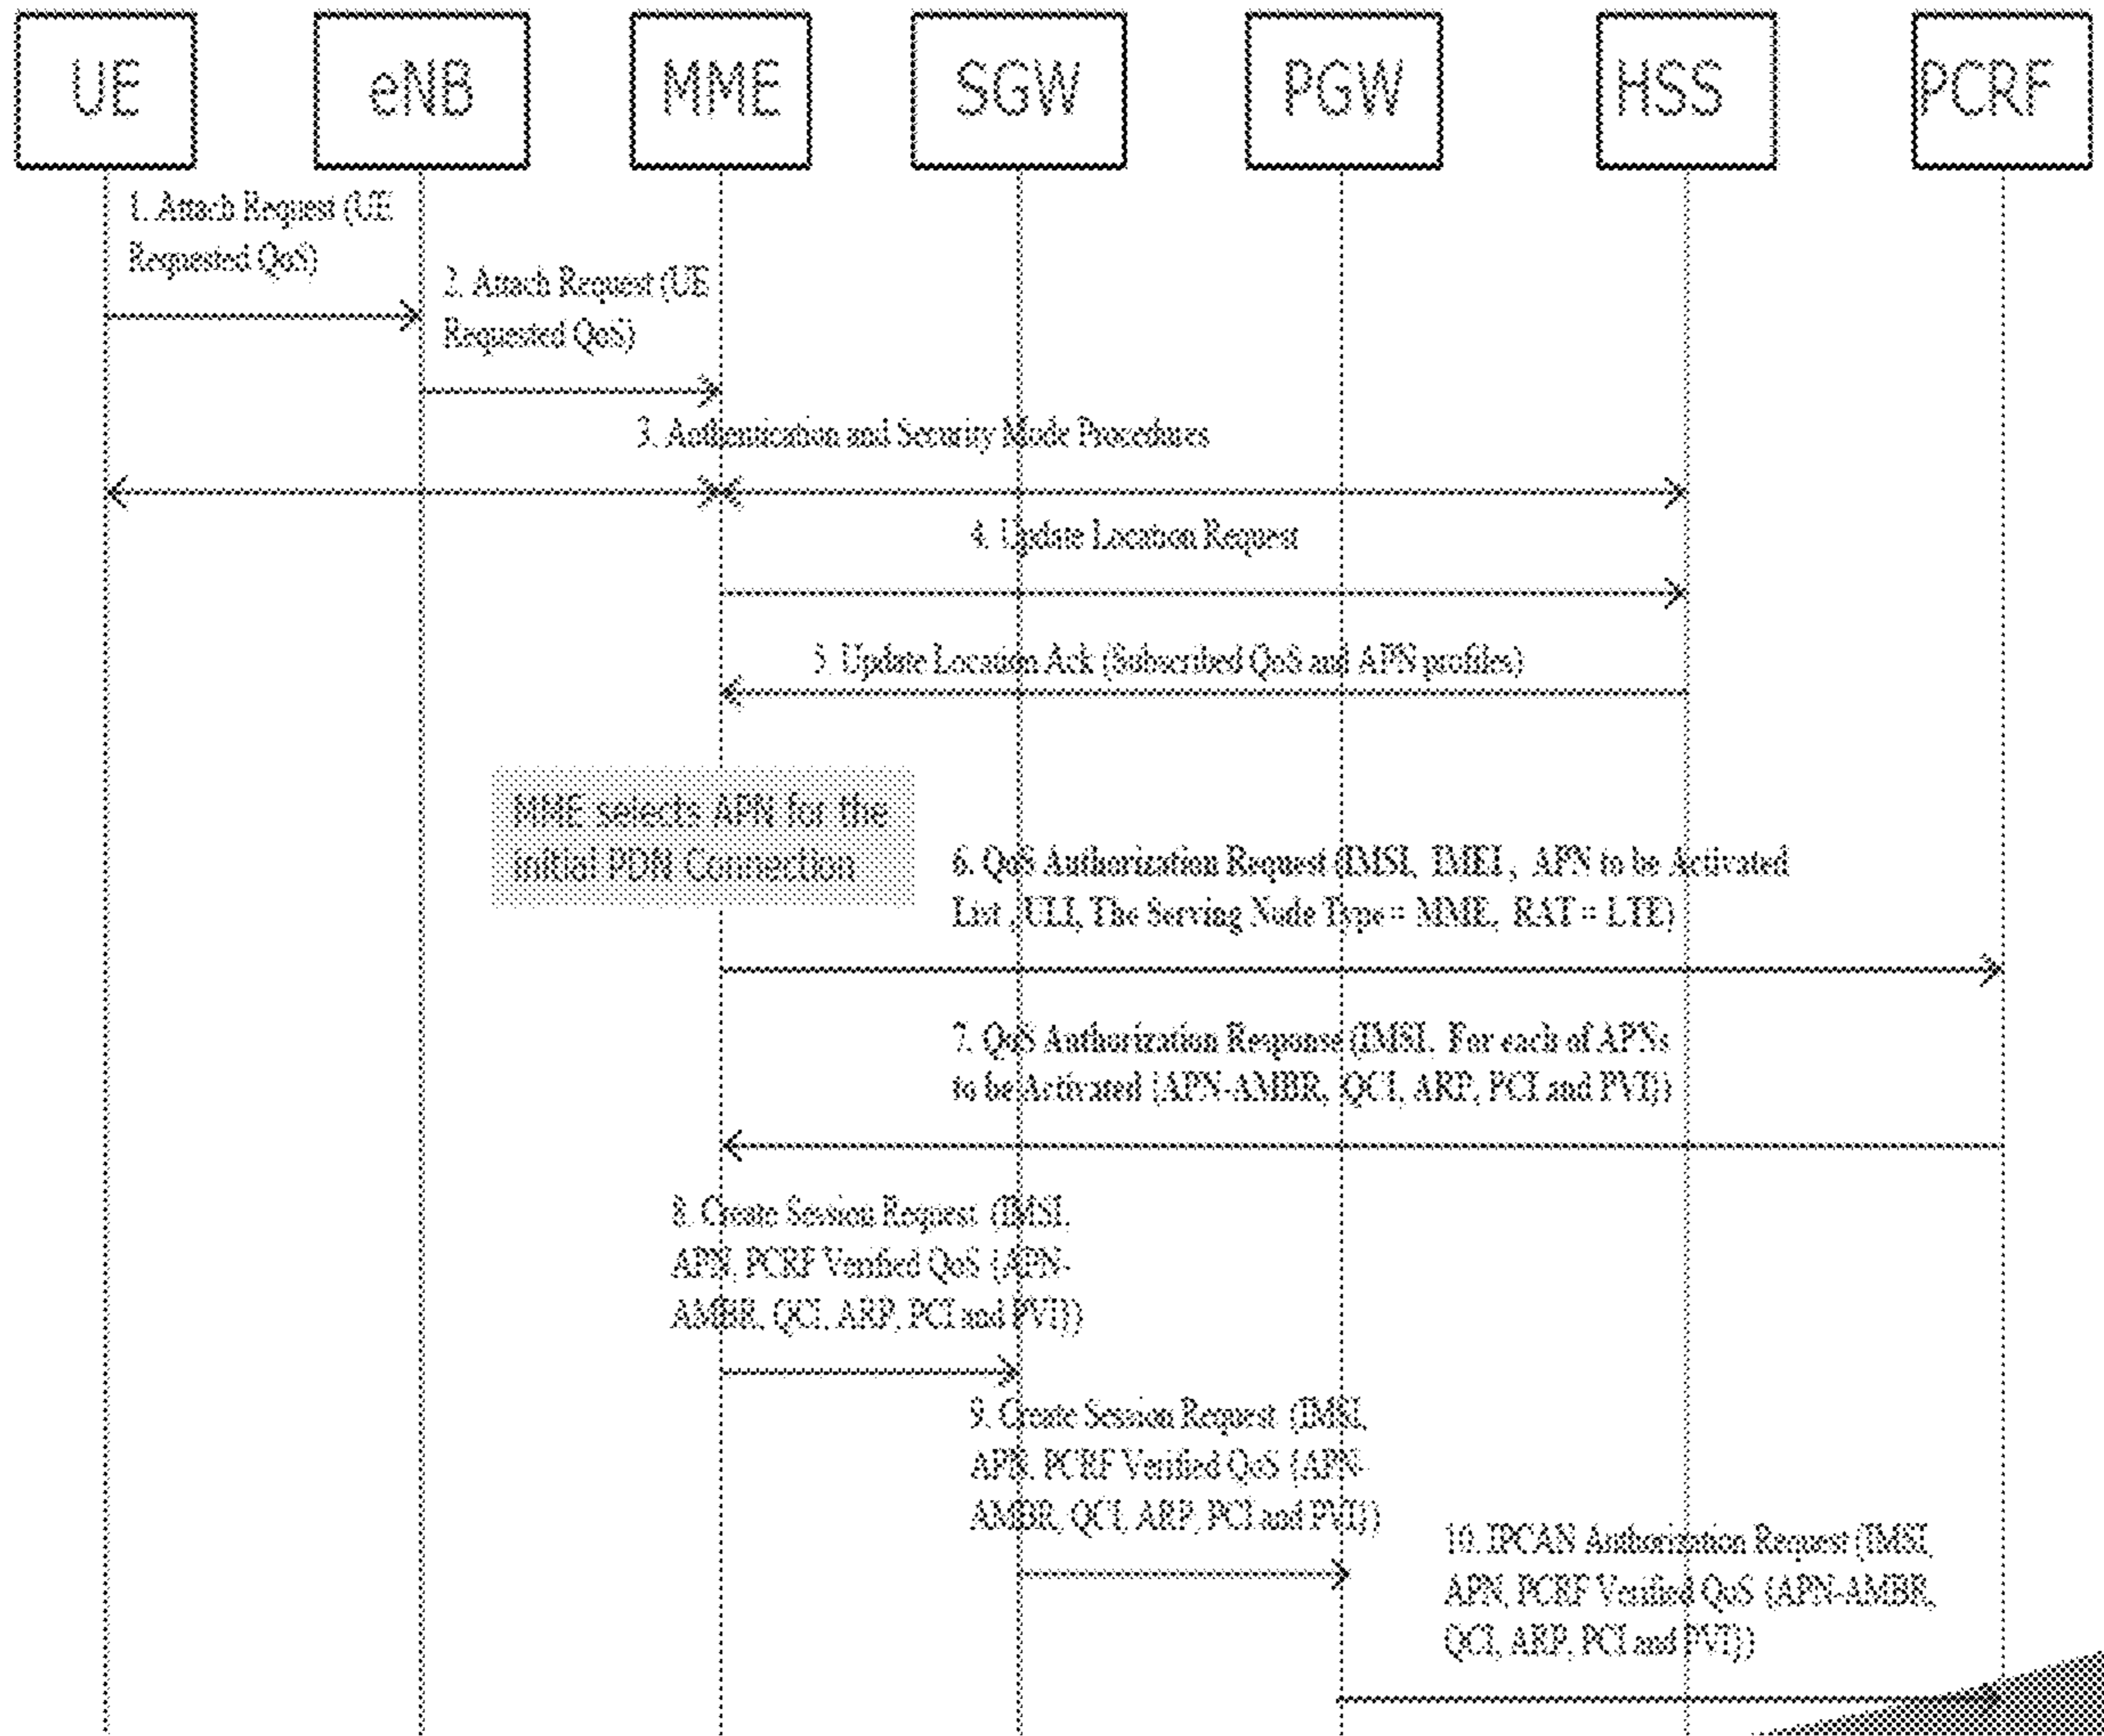 UE
eNB
MME
SGW
PGW
HSS
PCRF
1. Attach Request (UE
Requested QoS)
2. Attach Request (UE
Requested QoS)
3. Authentication and Security Mode Procedures
4. Update Location Request
5. Update Location Ack (Subscribed QoS and APN profiles)
MME selects APN for the
initial PDN Connection
6. QoS Authorization Request (IMSI, IMEI, APN to be Activated
List, ULI, The Serving Node Type = MME, RAT = LTE)
7. QoS Authorization Response (IMSI, For each of APNs
to be Activated {APN-AMBR, QCI, ARP, PCI and PVI})
8. Create Session Request (IMSI,
APN, PCRF Verified QoS {APN-
AMBR, QCI, ARP, PCI and PVI})
9. Create Session Request (IMSI,
APN, PCRF Verified QoS {APN-
AMBR, QCI, ARP, PCI and PVI})
10. IPCAN Authorization Request (IMSI,
APN, PCRF Verified QoS {APN-AMBR,
QCI, ARP, PCI and PVI})